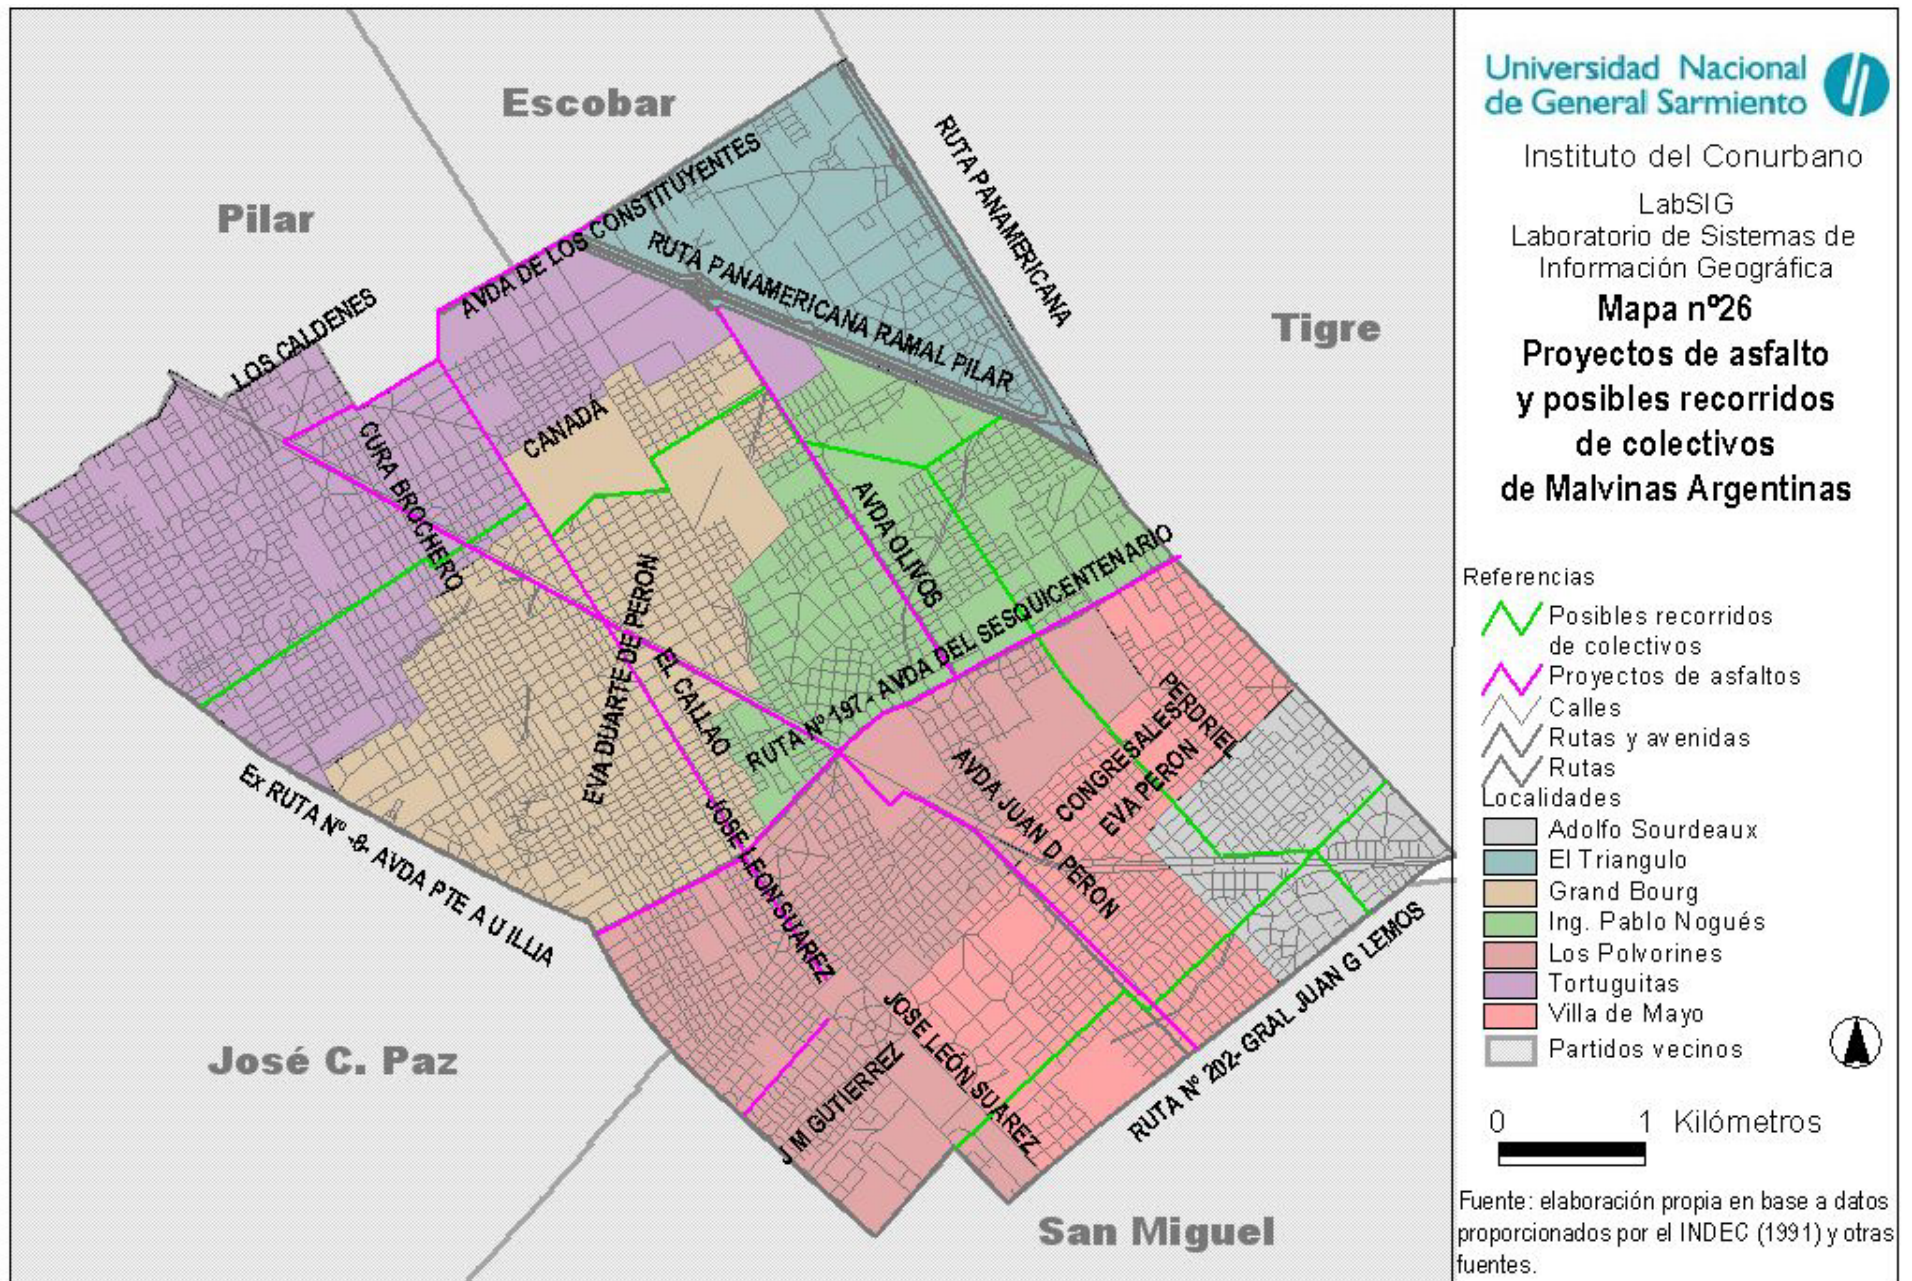 Escobar
Pilar
Tigre
José C. Paz
San Miguel
AVDA DE LOS CONSTITUYENTES
RUTA PANAMERICANA
RUTA PANAMERICANA RAMAL PILAR
LOS CALDENES
CURA BROCHERO
CANADÁ
AVDA OLIVOS
EVA DUARTE DE PERON
EL CALLAO
RUTA Nº 197 - AVDA DEL SESQUICENTENARIO
PERDRIEL
CONGRESALES
EVA PERON
AVDA JUAN D PERON
JOSE LEON SUAREZ
Ex RUTA Nº -8- AVDA PTE A U ILLIA
JOSE LEÓN SUAREZ
J M GUTIERREZ
RUTA Nº 202- GRAL JUAN G LEMOS
Universidad Nacional
de General Sarmiento
Instituto del Conurbano
LabSIG
Laboratorio de Sistemas de
Información Geográfica
Mapa nº26
Proyectos de asfalto
y posibles recorridos
de colectivos
de Malvinas Argentinas
Referencias
Posibles recorridos
de colectivos
Proyectos de asfaltos
Calles
Rutas y avenidas
Rutas
Localidades
Adolfo Sourdeaux
El Triangulo
Grand Bourg
Ing. Pablo Nogués
Los Polvorines
Tortuguitas
Villa de Mayo
Partidos vecinos
0 1 Kilómetros
Fuente: elaboración propia en base a datos
proporcionados por el INDEC (1991) y otras
fuentes.